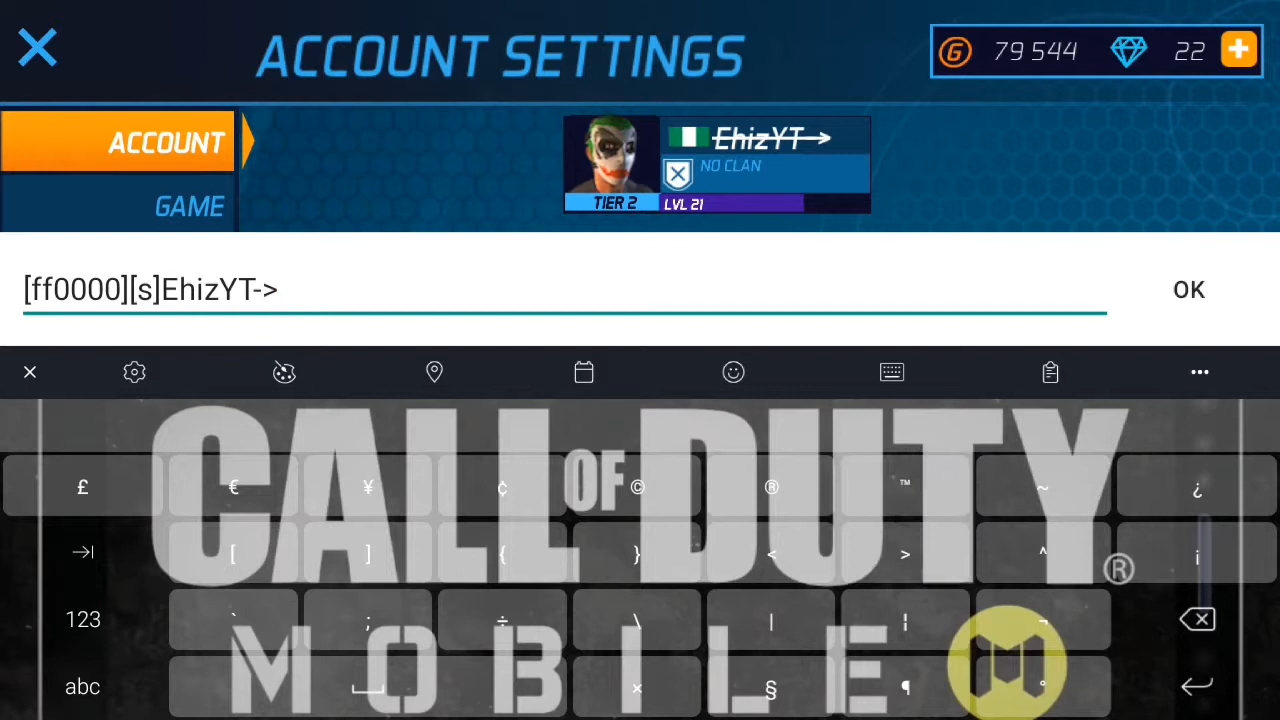 ACCOUNT SETTINGS
G 79 544 22 +
ACCOUNT
EhizYT->
NO CLAN
TIER 2 LVL 21
GAME
[ff0000][s]EhizYT->
OK
CALL OF DUTY®
MOBILE
£ € ¥ ¢ © ® ™ ~ ¿
[ ] { } < > ^ ¡
123 ` ; ÷ \ | ¦ ¬
abc × § ¶ °